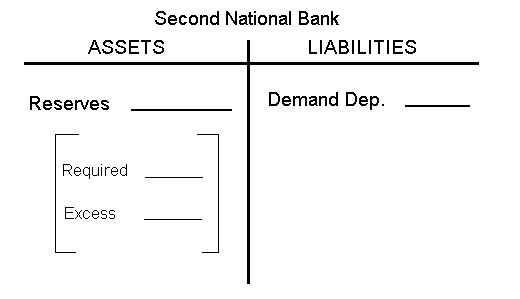 Second National Bank
ASSETS LIABILITIES
Reserves Demand Dep.
Required
Excess